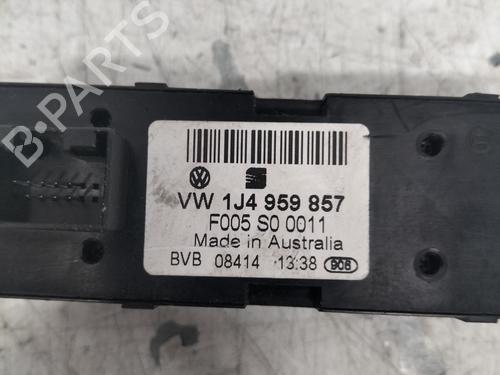 B-PARTS
VW 1J4 959 857
F005 S0 0011
Made in Australia
BVB 08414 13:38 906